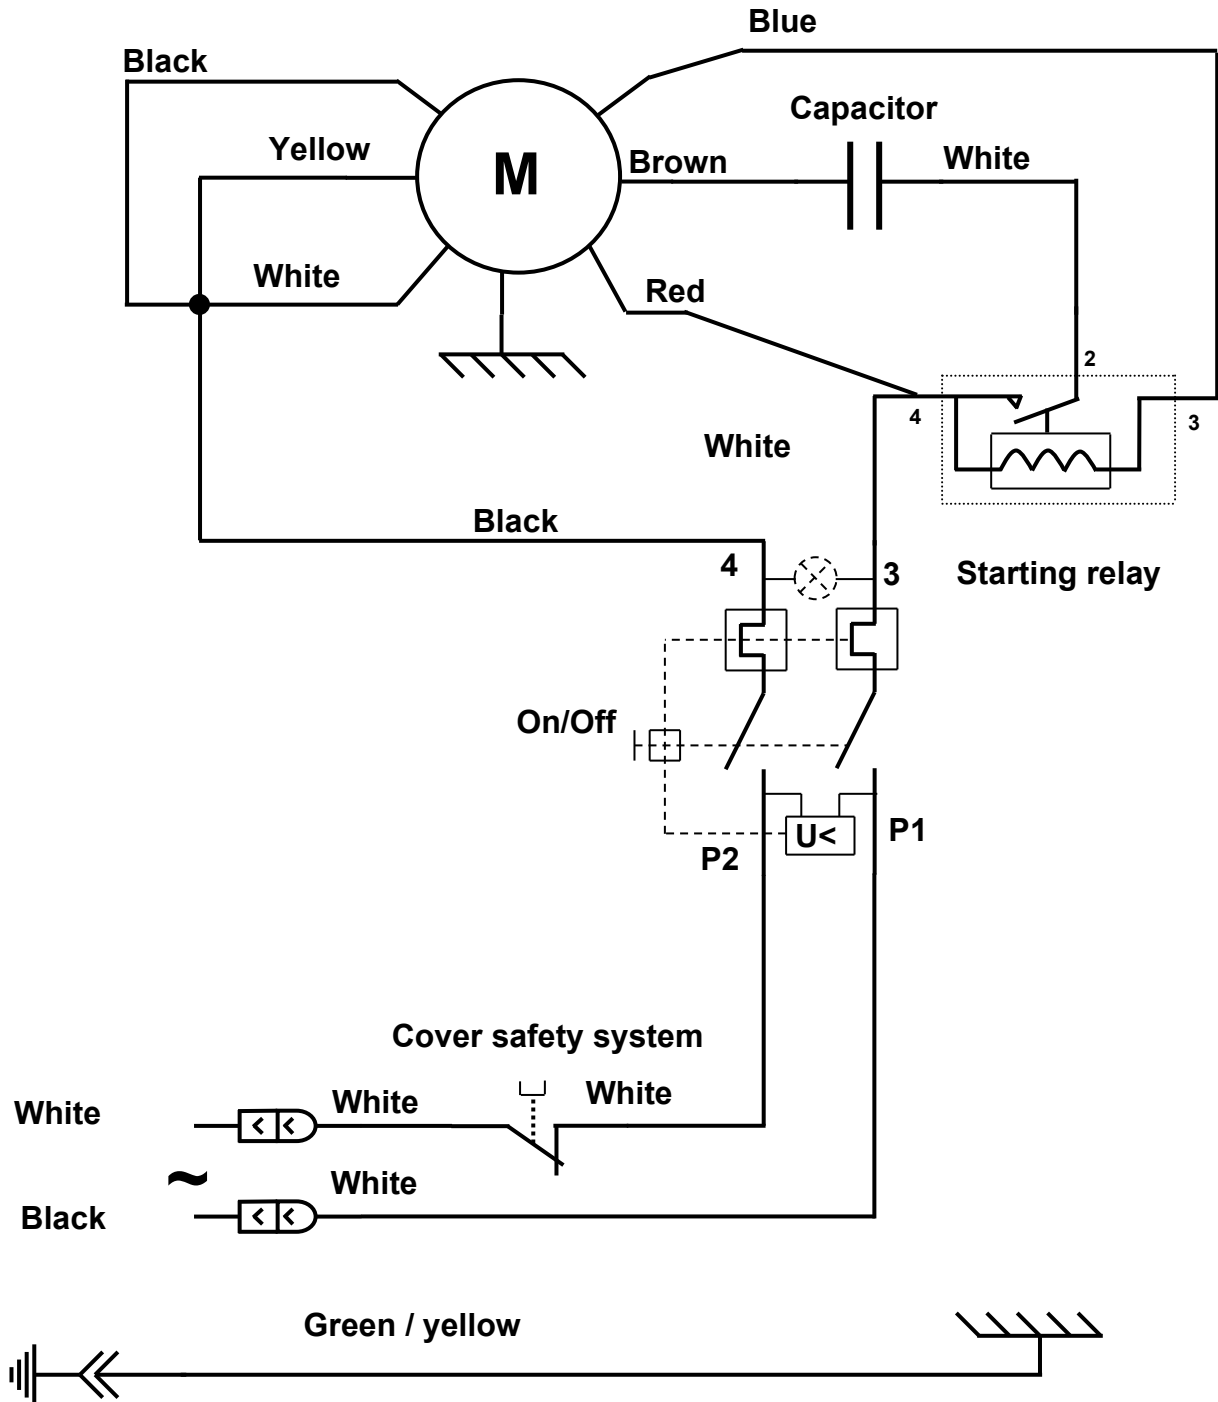 Blue
Black
Capacitor
Yellow
M
Brown
White
White
Red
2
4
3
White
Black
4
3
Starting relay
On/Off
U<
P1
P2
Cover safety system
White
White
White
~
White
Black
Green / yellow